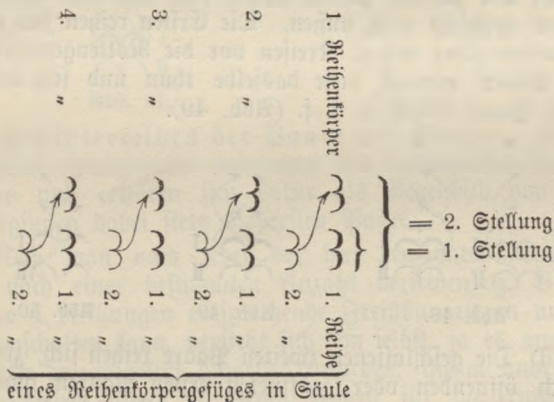 1. Reihenkörper
2. "
3. "
4. "
= 2. Stellung
= 1. Stellung
1. Reihe
2. "
1. "
2. "
1. "
2. "
1. "
2. "
eines Reihenkörpergefüges in Säule